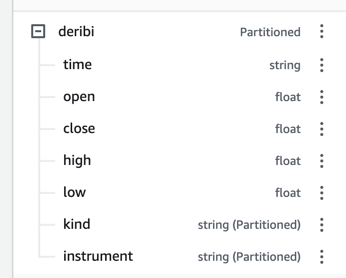 deribi Partitioned
time string
open float
close float
high float
low float
kind string (Partitioned)
instrument string (Partitioned)